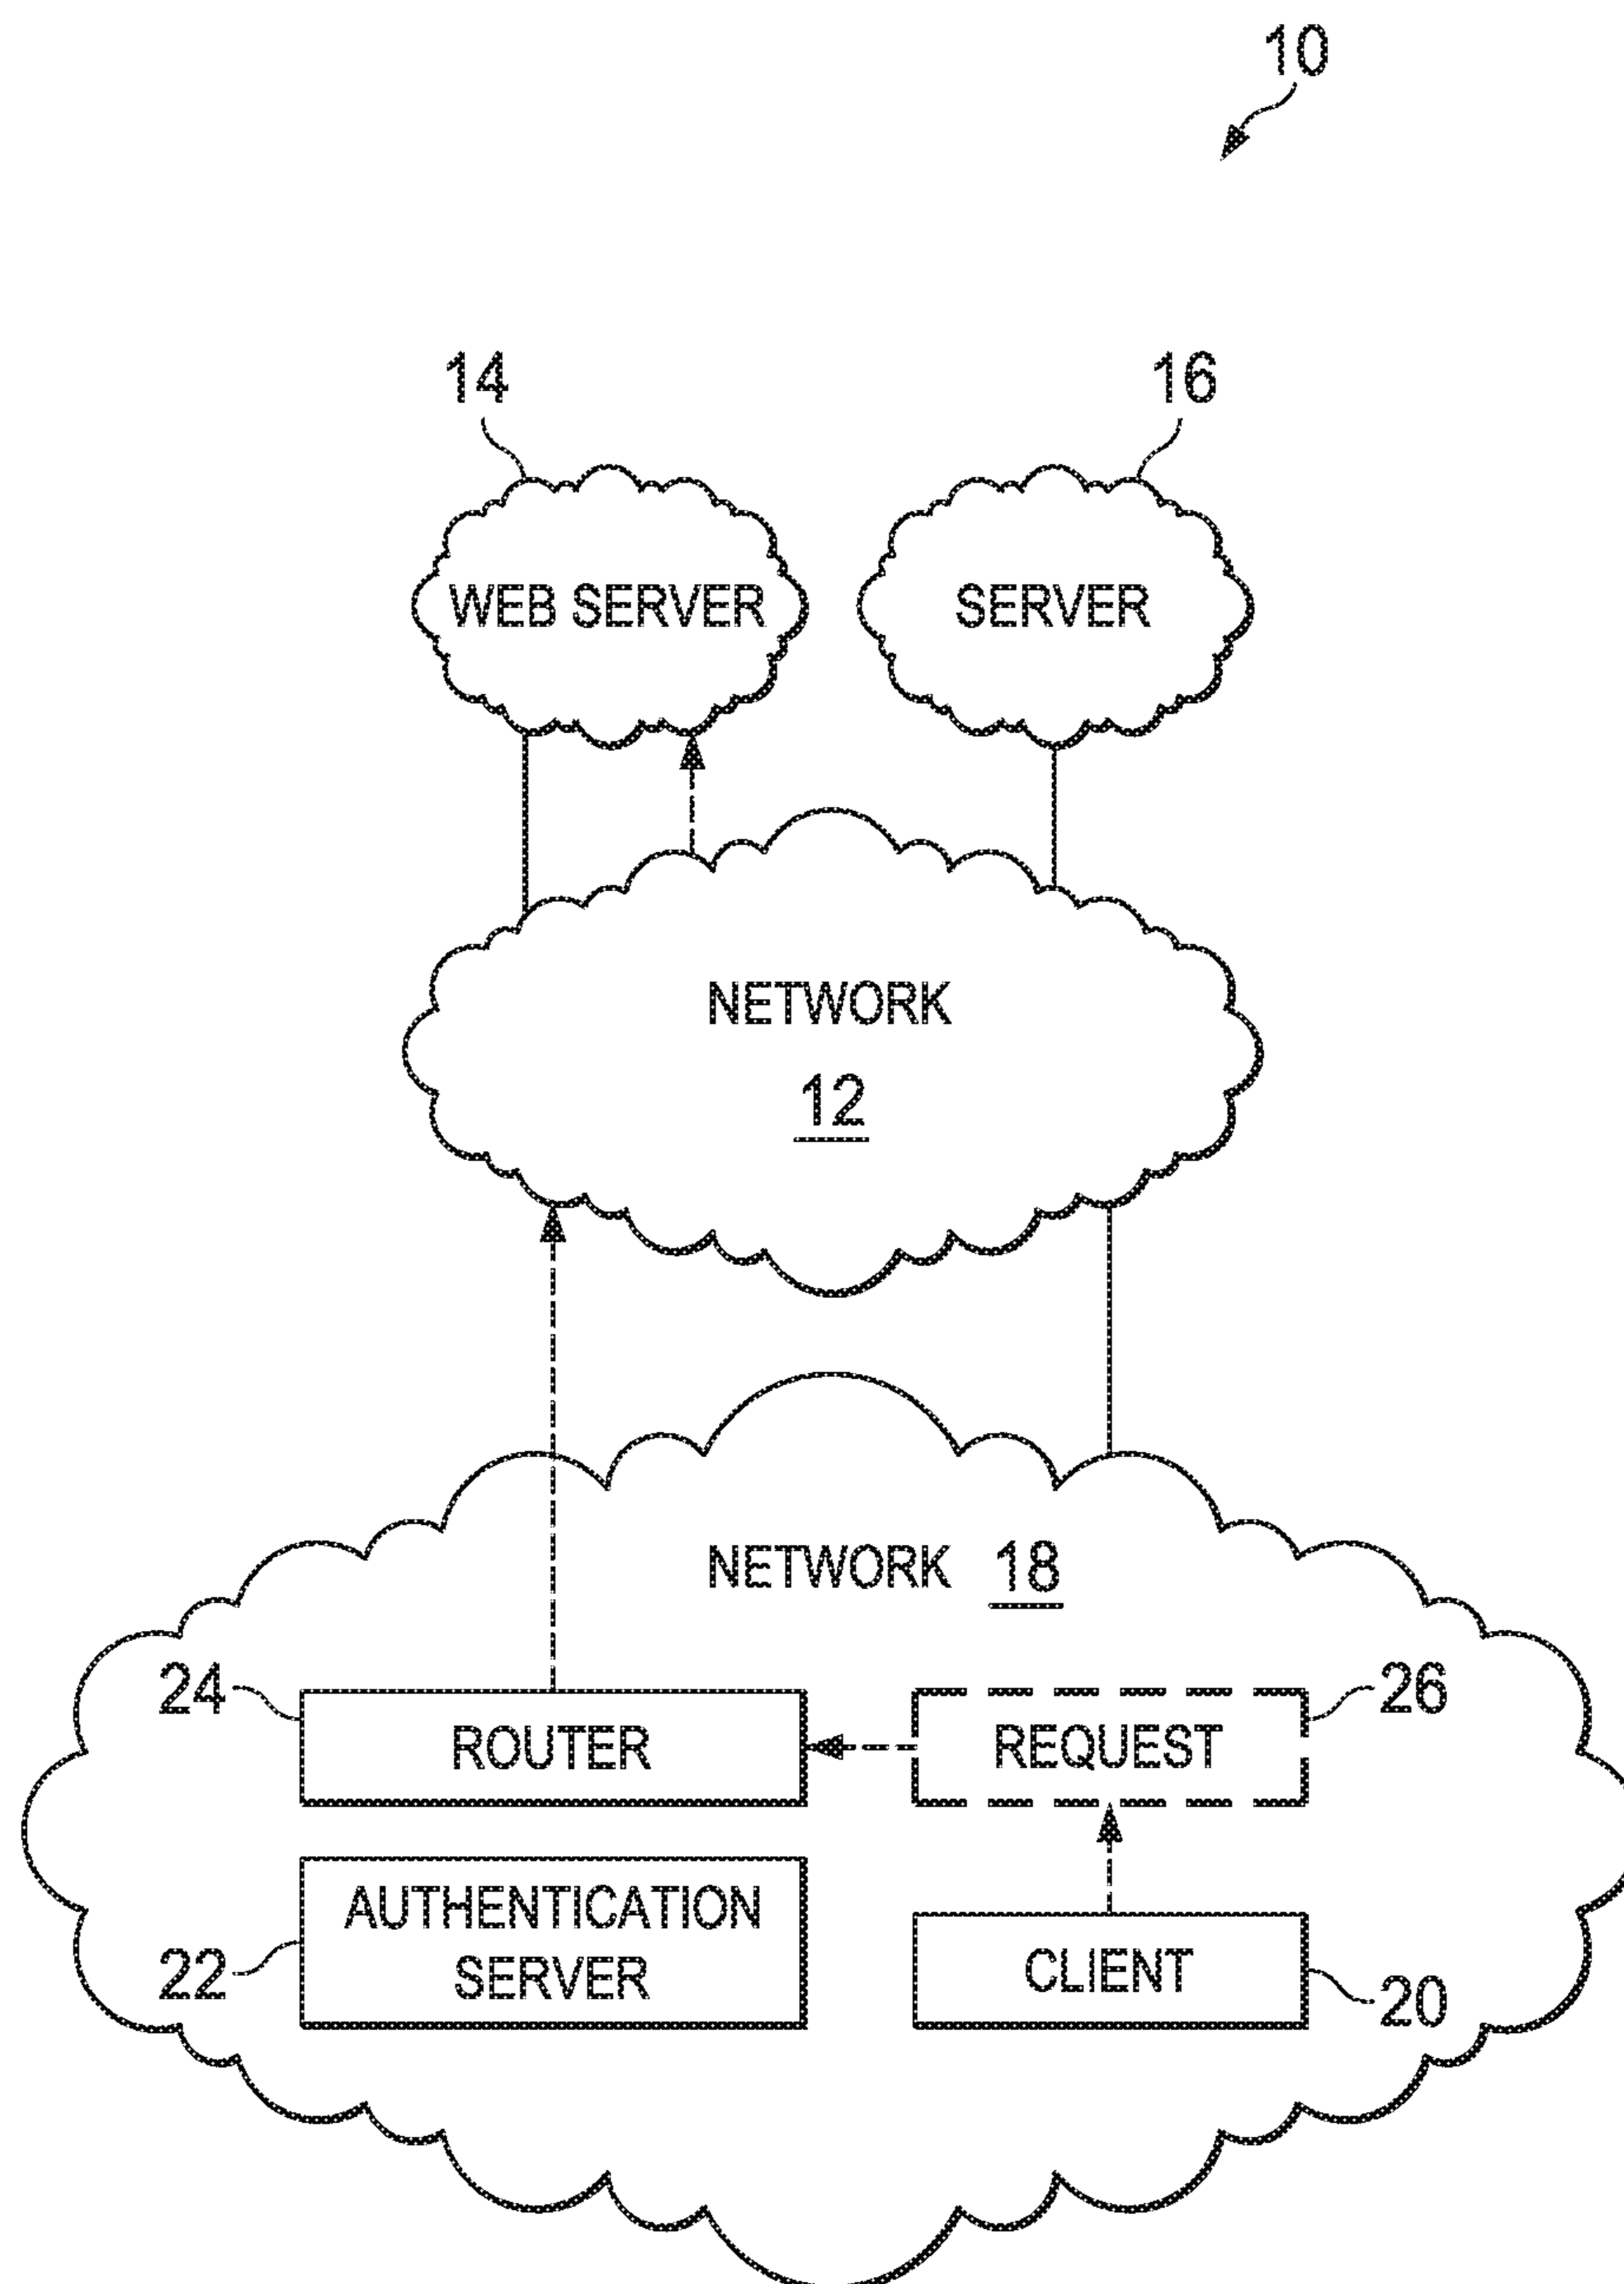 10
14
16
WEB SERVER
SERVER
NETWORK
12
NETWORK 18
24
ROUTER
REQUEST
26
AUTHENTICATION
SERVER
22
CLIENT
20